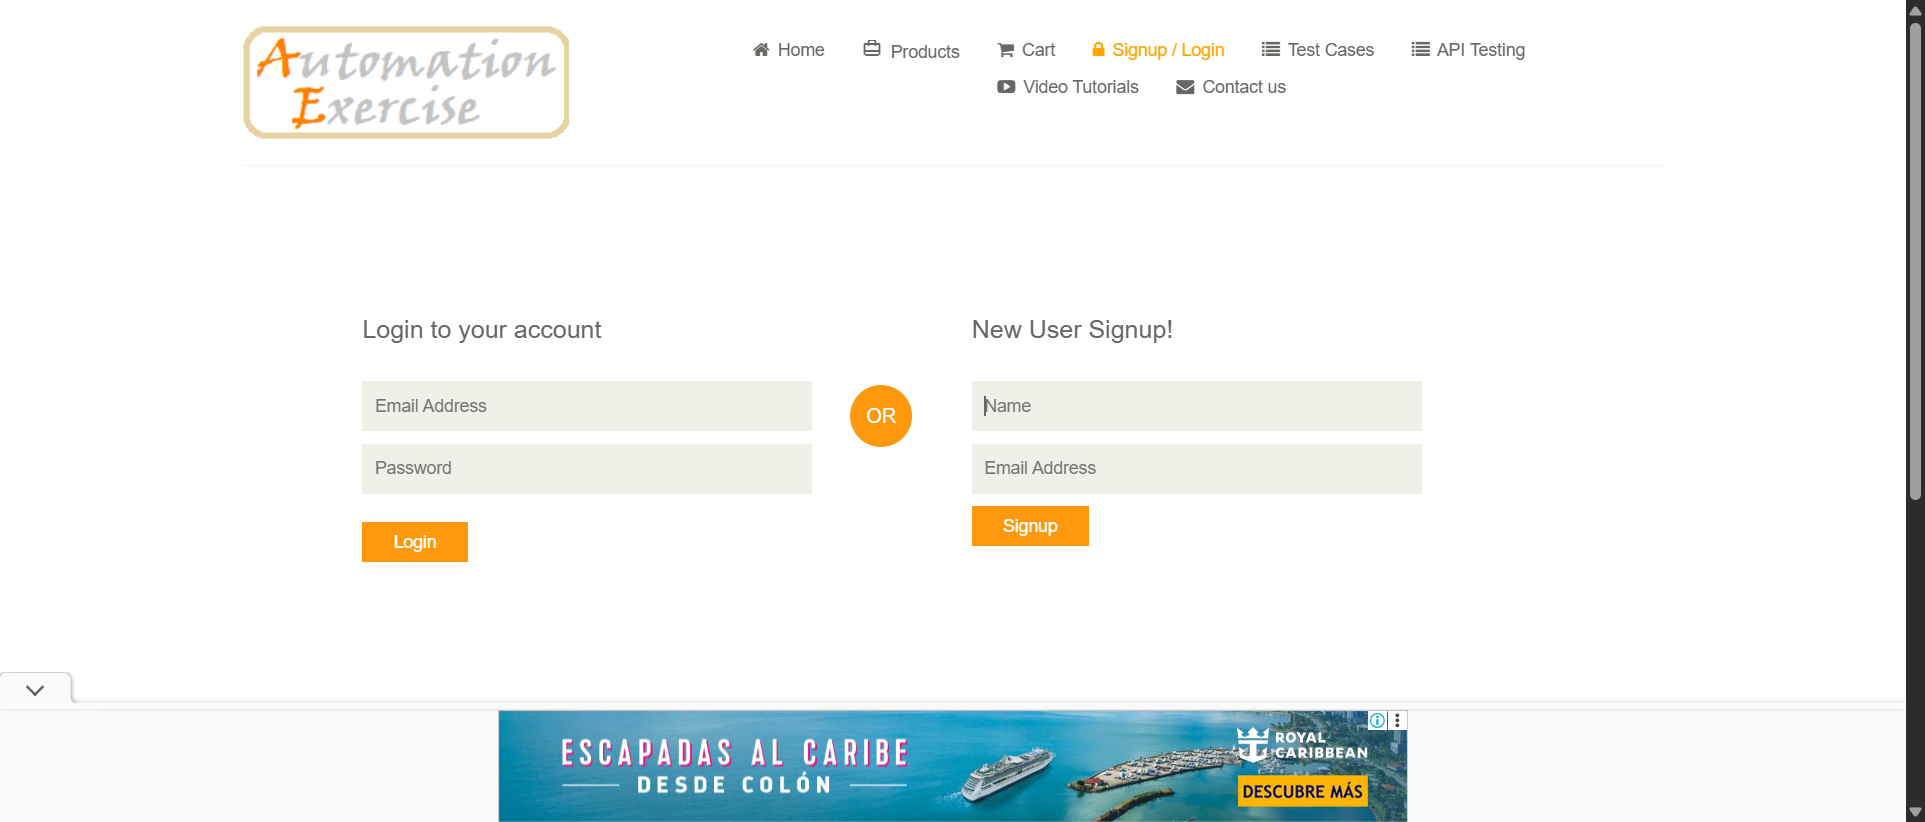 Automation
Exercise
Home
Products
Cart
Signup / Login
Test Cases
API Testing
Video Tutorials
Contact us
Login to your account
Email Address
Password
Login
OR
New User Signup!
Name
Email Address
Signup
ESCAPADAS AL CARIBE
DESDE COLÓN
ROYAL
CARIBBEAN
DESCUBRE MÁS